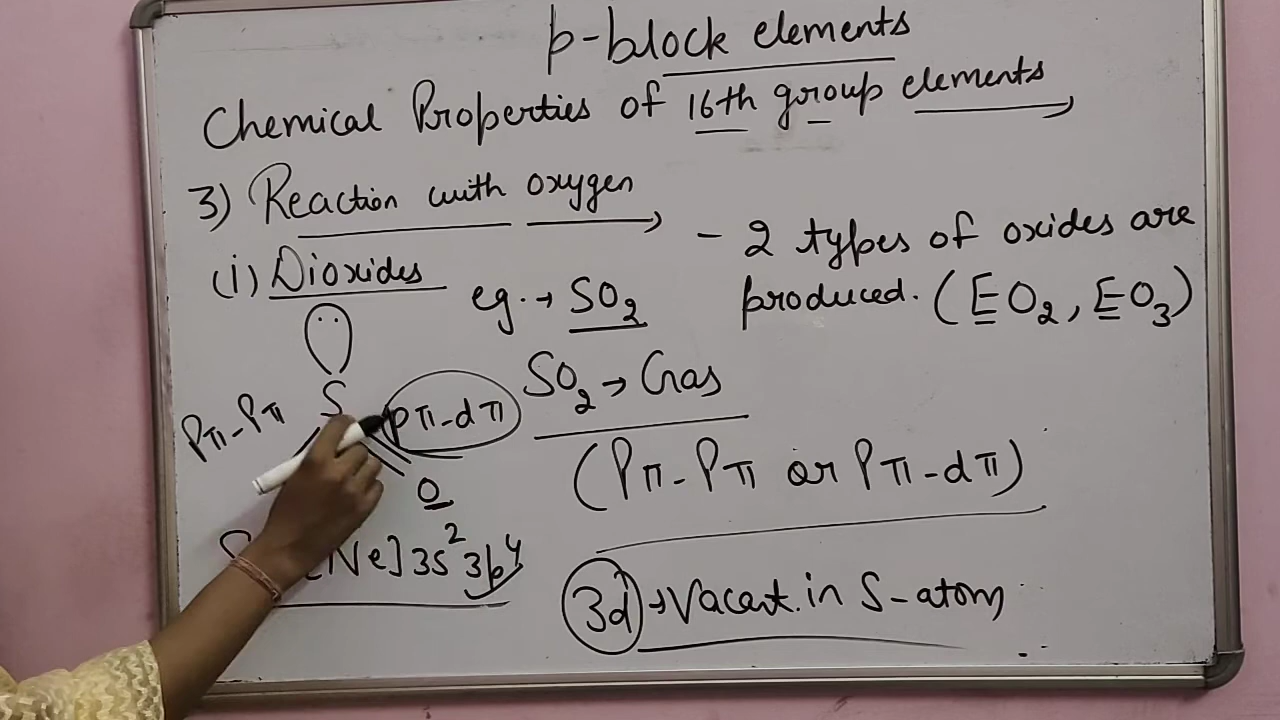 p-block elements
Chemical Properties of 16th group elements
3) Reaction with oxygen
- 2 types of oxides are
produced. (EO₂, EO₃)
(i) Dioxides
eg. → SO₂
SO₂ → Gas
S
Pπ-Pπ
pπ-dπ
O
(Pπ-Pπ or Pπ-dπ)
[Ne] 3s² 3p⁴
3d → Vacant in S-atom